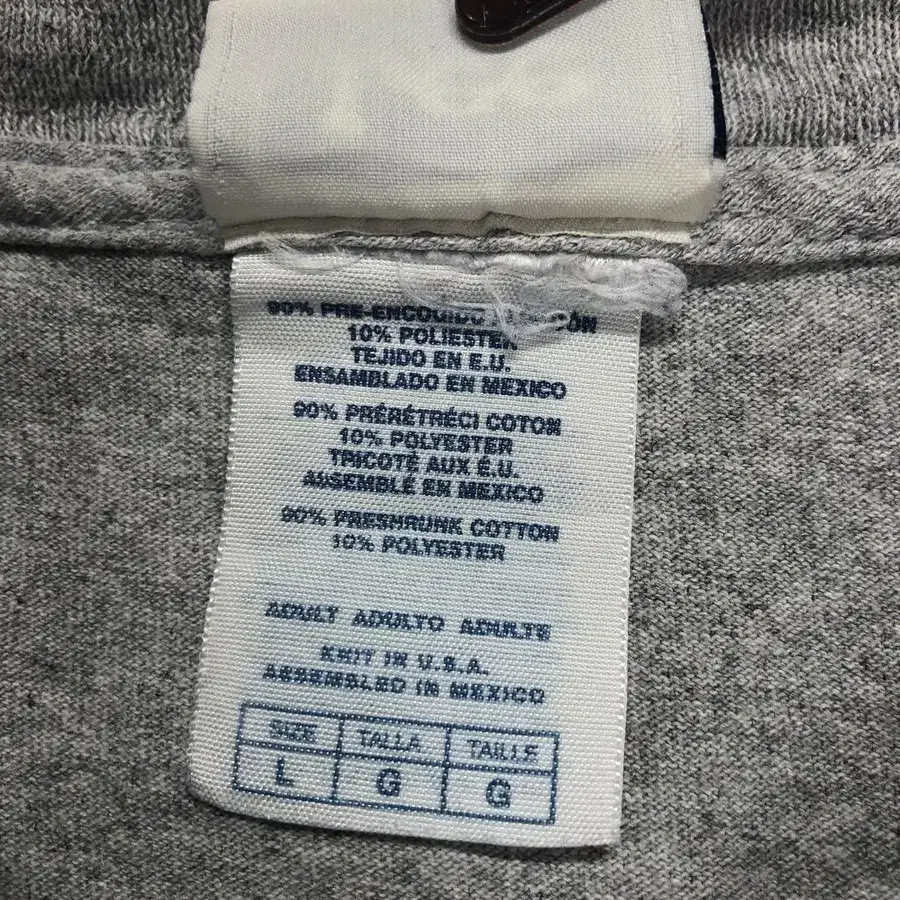 90% PRE-ENCOGIDO
10% POLIESTER
TEJIDO EN E.U.
ENSAMBLADO EN MEXICO
90% PRÉRÉTRÉCI COTON
10% POLYESTER
TRICOTÉ AUX É.U.
ASSEMBLÉ EN MEXICO
90% PRESHRUNK COTTON
10% POLYESTER
ADULT ADULTO ADULTE
KNIT IN U.S.A.
ASSEMBLED IN MEXICO
SIZE TALLA TAILLE
L G G